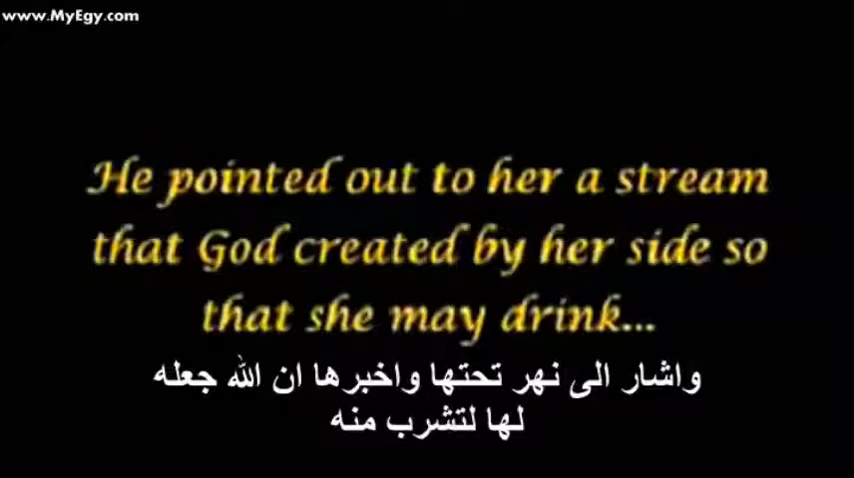 www.MyEgy.com
He pointed out to her a stream
that God created by her side so
that she may drink...
واشار الى نهر تحتها واخبرها ان الله جعله
لها لتشرب منه